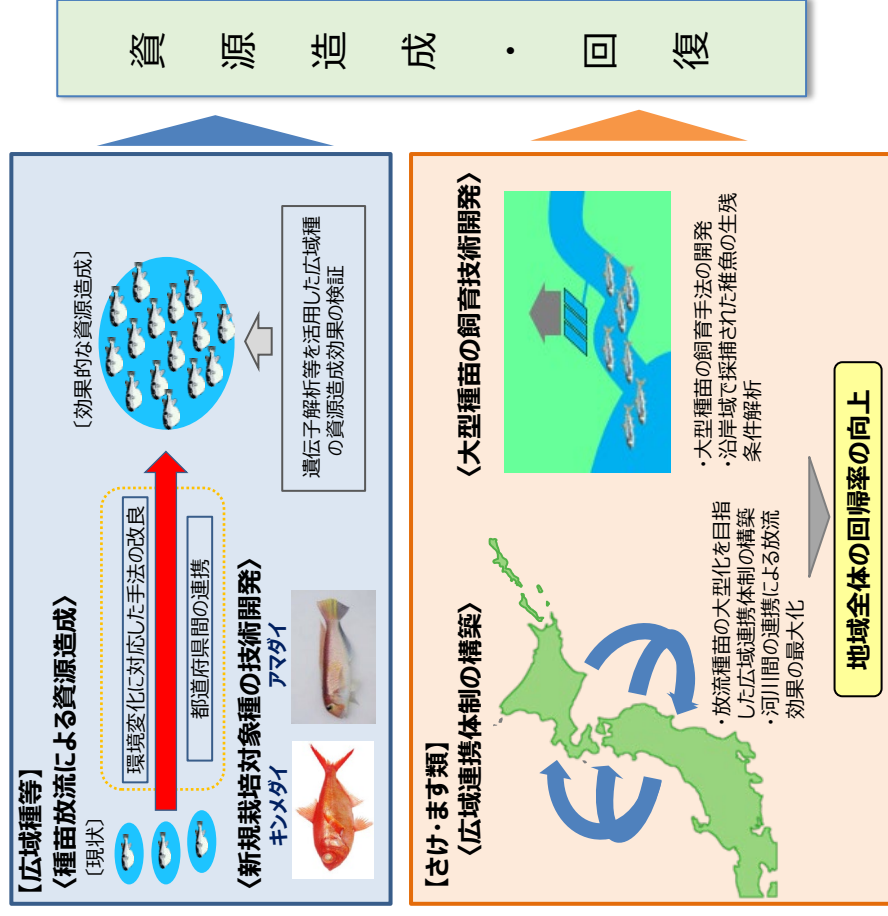 【広域種等】
〈種苗放流による資源造成〉
〔現状〕
環境変化に対応した手法の改良
都道府県間の連携
〔効果的な資源造成〕
遺伝子解析等を活用した広域種
の資源造成効果の検証
〈新規栽培対象種の技術開発〉
キンメダイ
アマダイ
【さけ・ます類】
〈広域連携体制の構築〉
・放流種苗の大型化を目指
した広域連携体制の構築
・河川間の連携による放流
効果の最大化
〈大型種苗の飼育技術開発〉
・大型種苗の飼育手法の開発
・沿岸域で採捕された稚魚の生残
条件解析
地域全体の回帰率の向上
資源造成・回復